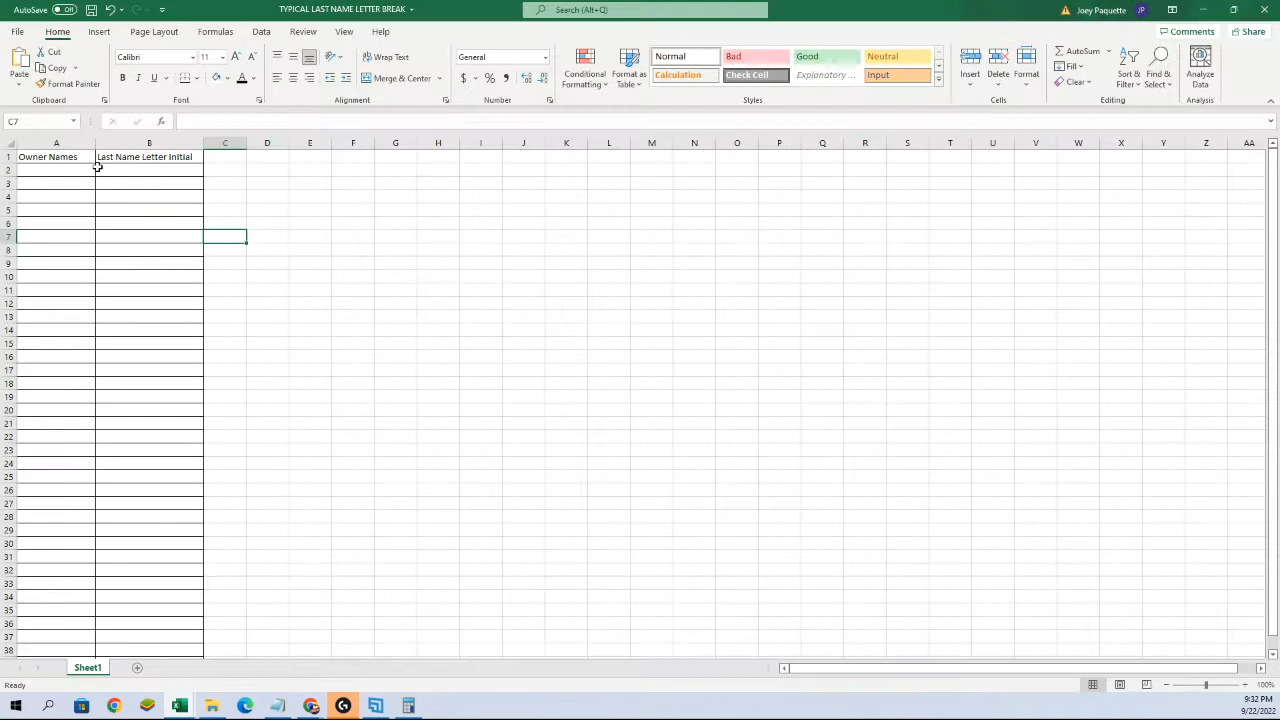 AutoSave Off TYPICAL LAST NAME LETTER BREAK Search (Alt+Q) Joey Paquette JP
File Home Insert Page Layout Formulas Data Review View Help Comments Share
Paste Cut Copy Format Painter Clipboard
Calibri 11 B I U A A A Font
Wrap Text Merge & Center Alignment
General $ % Number
Conditional Formatting Format as Table Normal Bad Good Neutral
Calculation Check Cell Explanatory ... Input Styles
Insert Delete Format Cells
AutoSum Fill Clear Sort & Filter Find & Select Editing
Analyze Data Analysis
C7 fx
A B C D E F G H I J K L M N O P Q R S T U V W X Y Z AA
1 Owner Names Last Name Letter Initial
2
3
4
5
6
7
8
9
10
11
12
13
14
15
16
17
18
19
20
21
22
23
24
25
26
27
28
29
30
31
32
33
34
35
36
37
38
Sheet1
Ready 100%
9:32 PM
9/22/2022